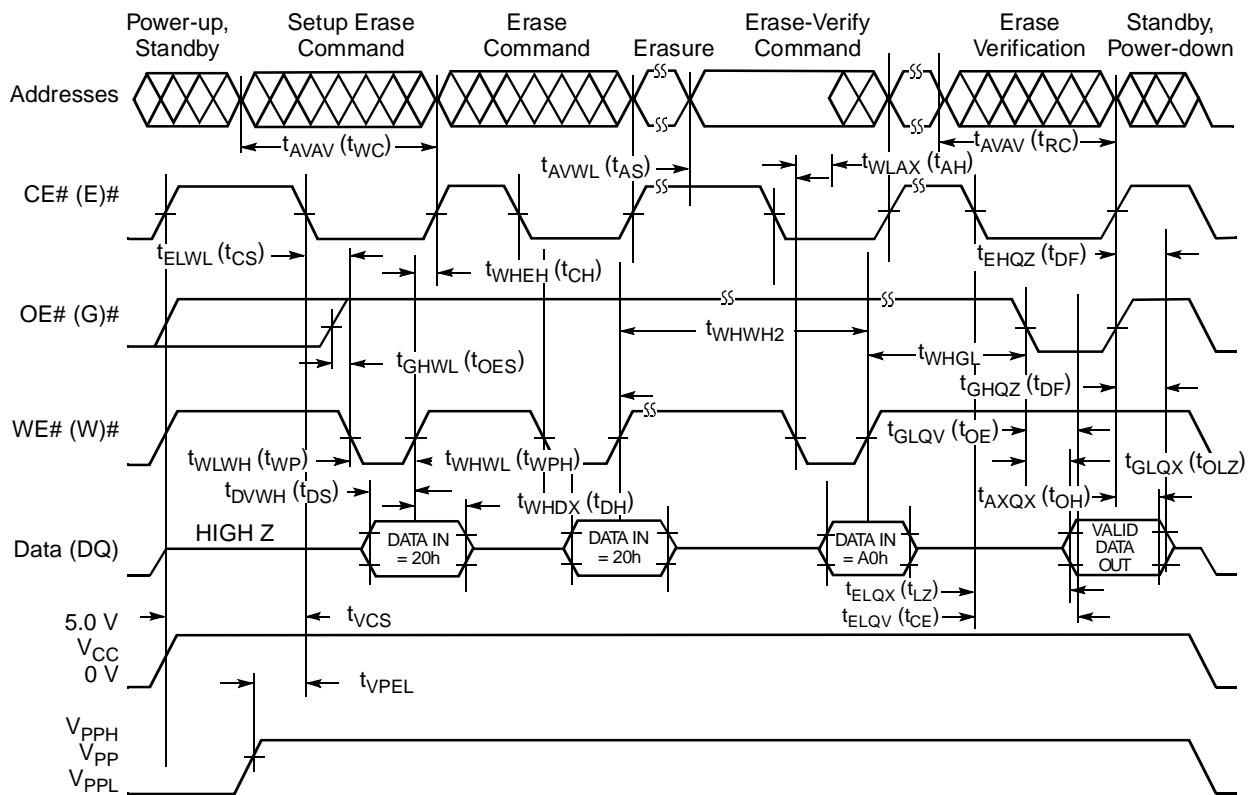 Power-up, Standby
Setup Erase Command
Erase Command
Erasure
Erase-Verify Command
Erase Verification
Standby, Power-down
Addresses
tAVAV (tWC)
tAVWL (tAS)
tWLAX (tAH)
tAVAV (tRC)
CE# (E)#
tELWL (tCS)
tWHEH (tCH)
tEHQZ (tDF)
OE# (G)#
tWHWH2
tGHWL (tOES)
tWHGL
tGHQZ (tDF)
WE# (W)#
tGLQV (tOE)
tWLWH (tWP)
tWHWL (tWPH)
tGLQX (tOLZ)
tDVWH (tDS)
tWHDX (tDH)
tAXQX (tOH)
Data (DQ)
HIGH Z
DATA IN
= 20h
DATA IN
= 20h
DATA IN
= A0h
VALID
DATA
OUT
tELQX (tLZ)
tELQV (tCE)
5.0 V
VCC
0 V
tVCS
tVPEL
VPPH
VPP
VPPL